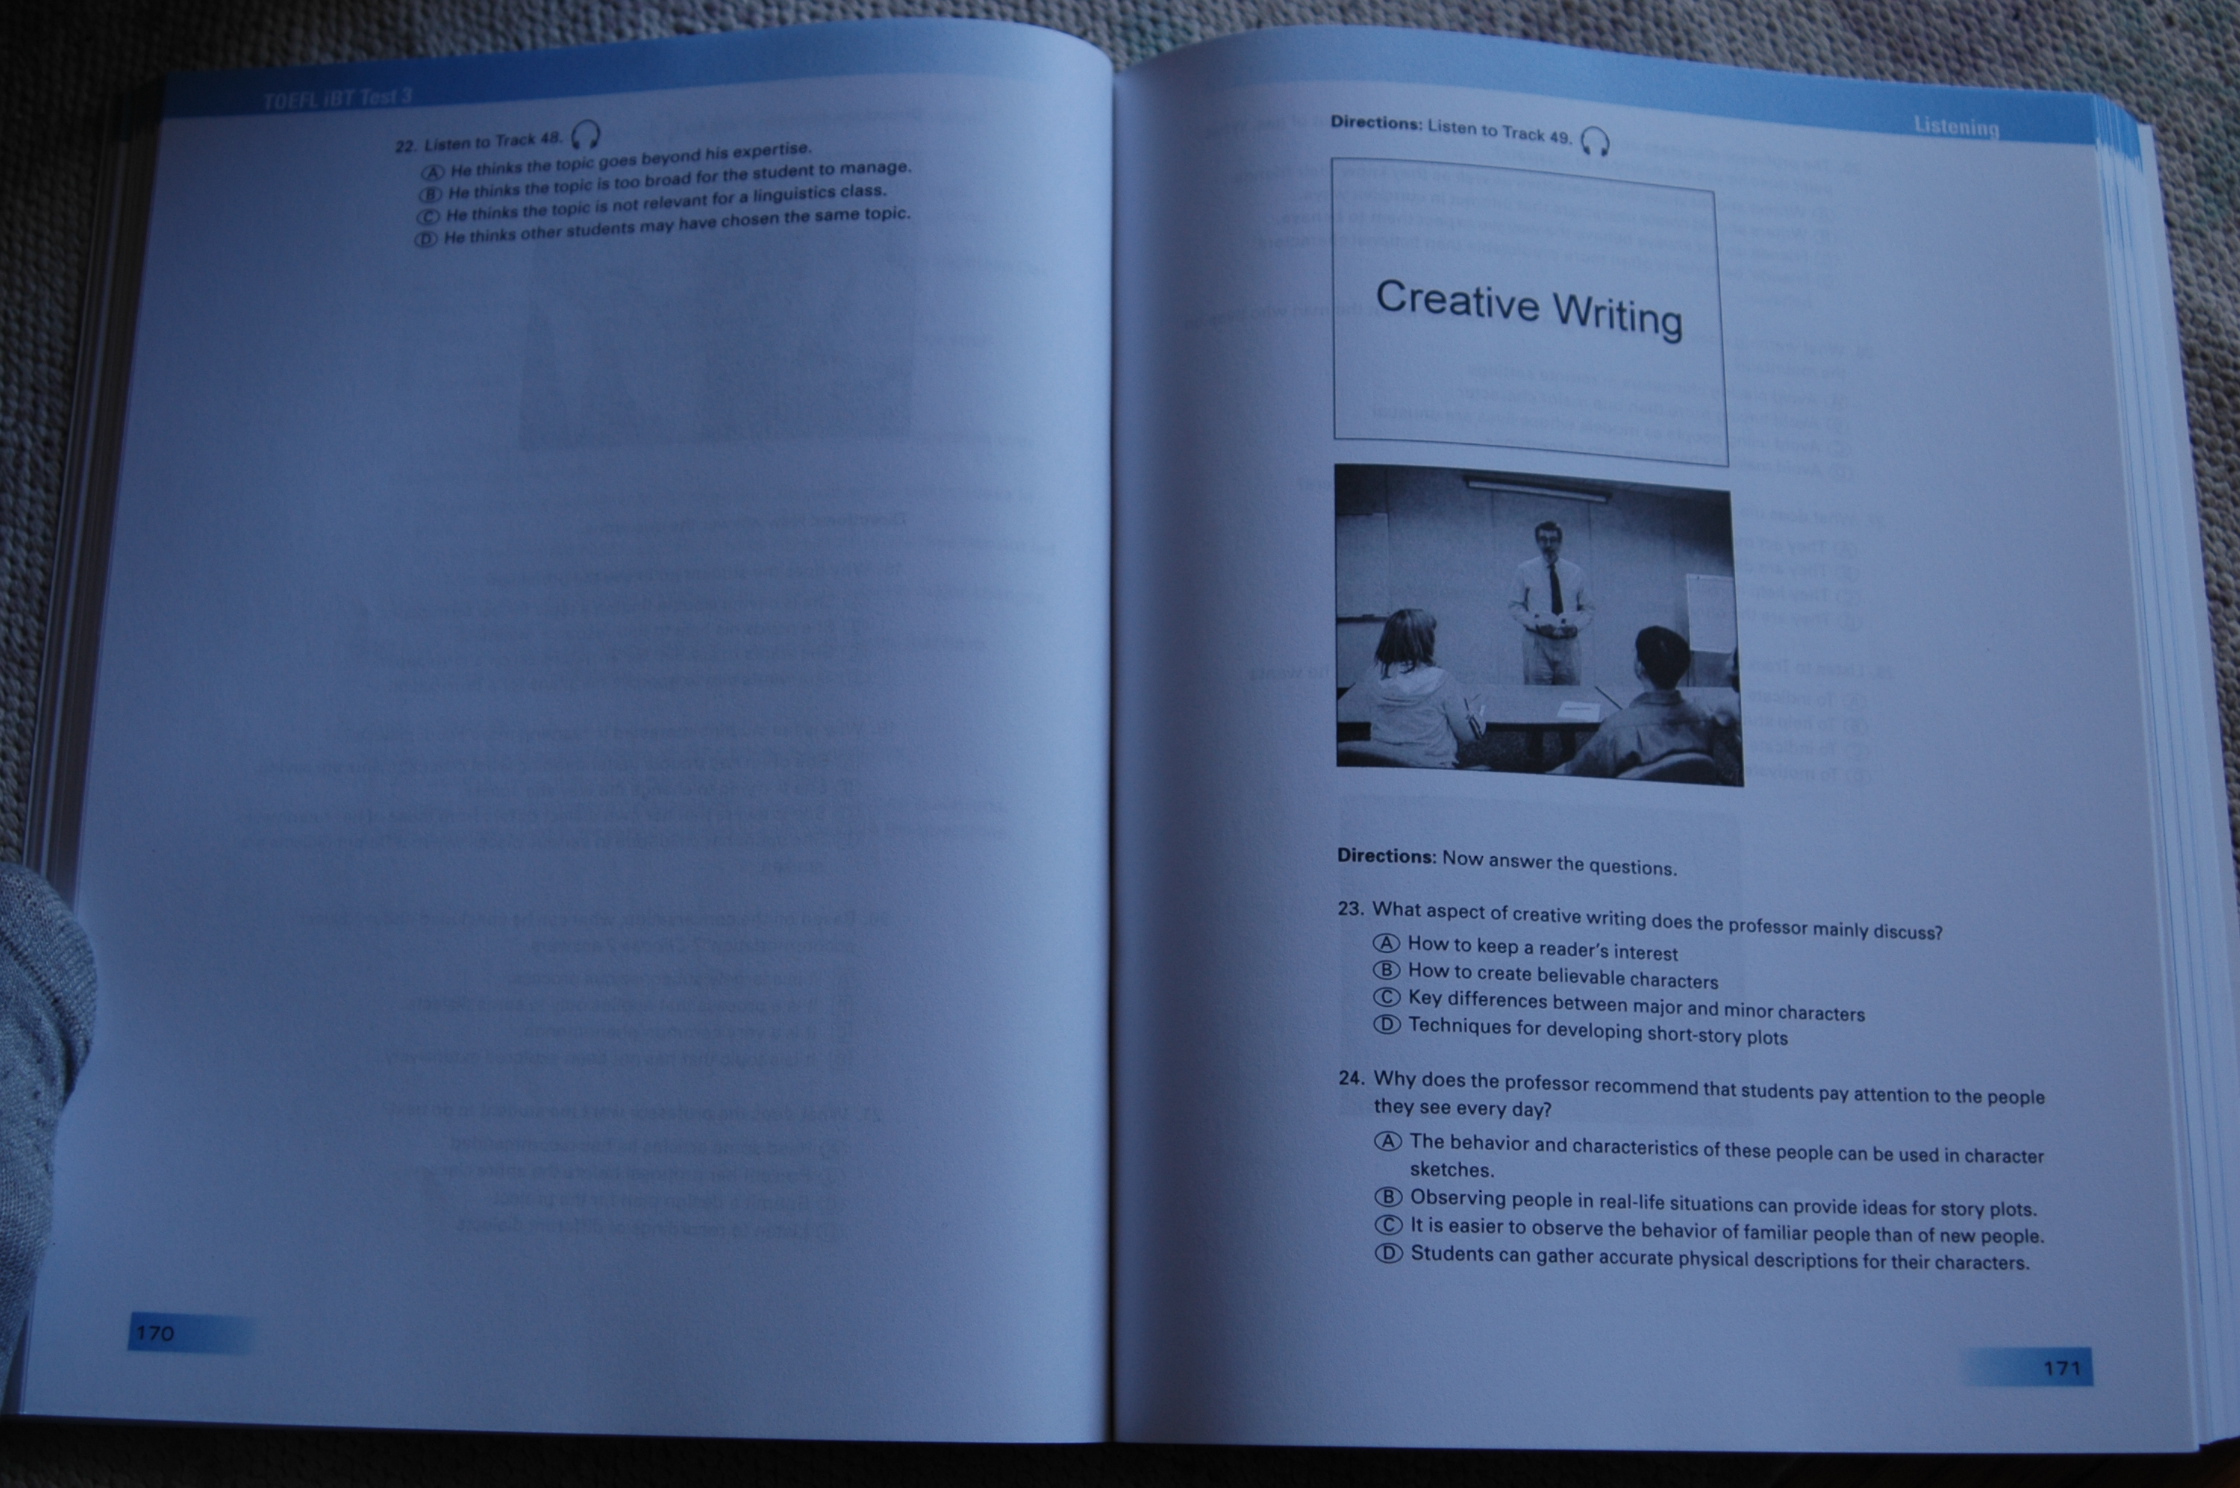 TOEFL iBT Test 3
22. Listen to Track 48.
A He thinks the topic goes beyond his expertise.
B He thinks the topic is too broad for the student to manage.
C He thinks the topic is not relevant for a linguistics class.
D He thinks other students may have chosen the same topic.
170
Listening
Directions: Listen to Track 49.
Creative Writing
Directions: Now answer the questions.
23. What aspect of creative writing does the professor mainly discuss?
A How to keep a reader's interest
B How to create believable characters
C Key differences between major and minor characters
D Techniques for developing short-story plots
24. Why does the professor recommend that students pay attention to the people
they see every day?
A The behavior and characteristics of these people can be used in character
sketches.
B Observing people in real-life situations can provide ideas for story plots.
C It is easier to observe the behavior of familiar people than of new people.
D Students can gather accurate physical descriptions for their characters.
171